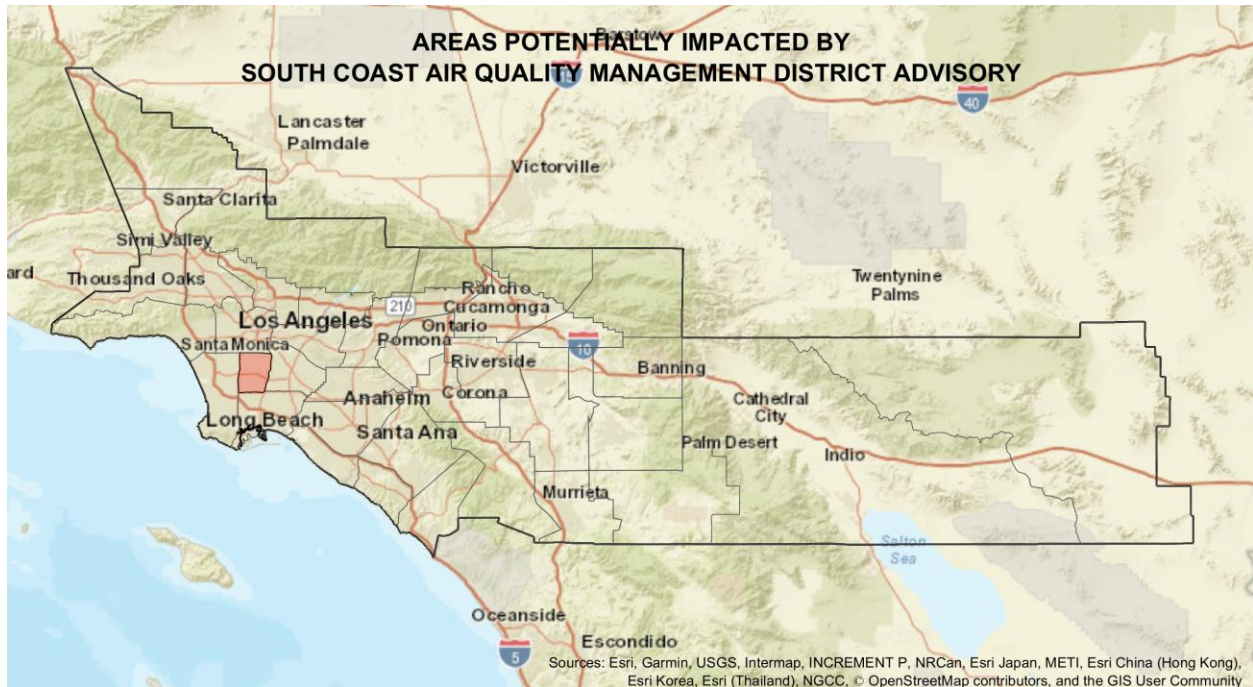 AREAS POTENTIALLY IMPACTED BY
SOUTH COAST AIR QUALITY MANAGEMENT DISTRICT ADVISORY
Barstow
15
40
Lancaster
Palmdale
Victorville
Santa Clarita
Simi Valley
ard
Thousand Oaks
Twentynine
Palms
Rancho
Cucamonga
210
Los Angeles
Ontario
Pomona
Santa Monica
10
Riverside
Banning
Anaheim
Corona
Cathedral
City
Long Beach
Santa Ana
Palm Desert
Indio
Murrieta
Salton
Sea
Oceanside
Escondido
5
Sources: Esri, Garmin, USGS, Intermap, INCREMENT P, NRCan, Esri Japan, METI, Esri China (Hong Kong),
Esri Korea, Esri (Thailand), NGCC, © OpenStreetMap contributors, and the GIS User Community